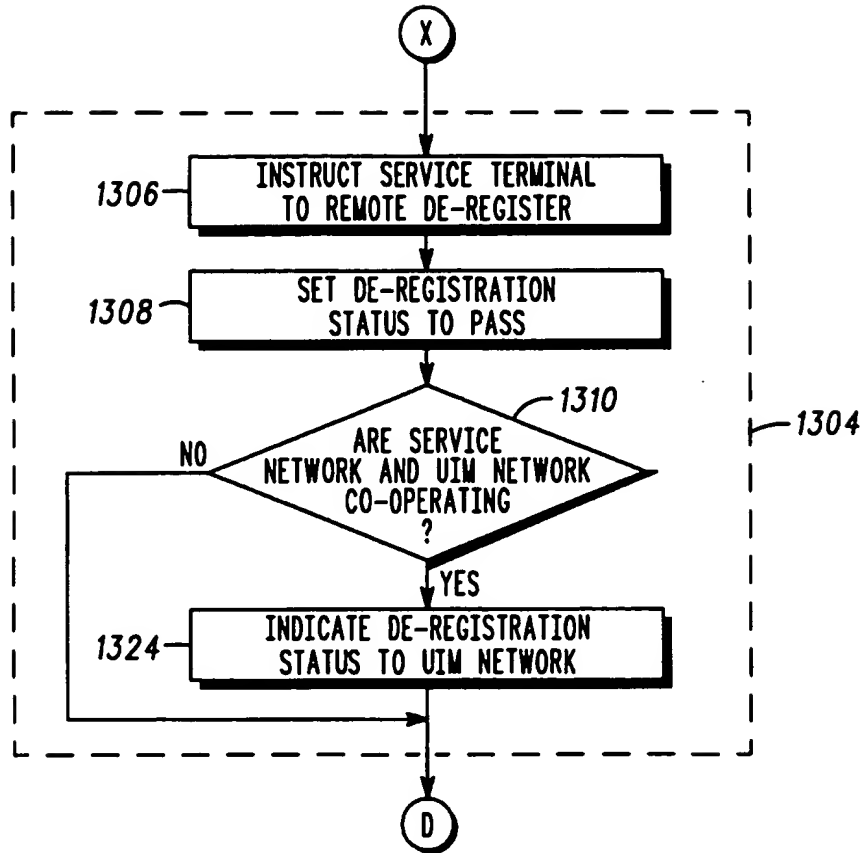 X
INSTRUCT SERVICE TERMINAL
TO REMOTE DE-REGISTER
1306
SET DE-REGISTRATION
STATUS TO PASS
1308
1310
ARE SERVICE
NETWORK AND UIM NETWORK
CO-OPERATING
?
NO
1304
YES
INDICATE DE-REGISTRATION
STATUS TO UIM NETWORK
1324
D